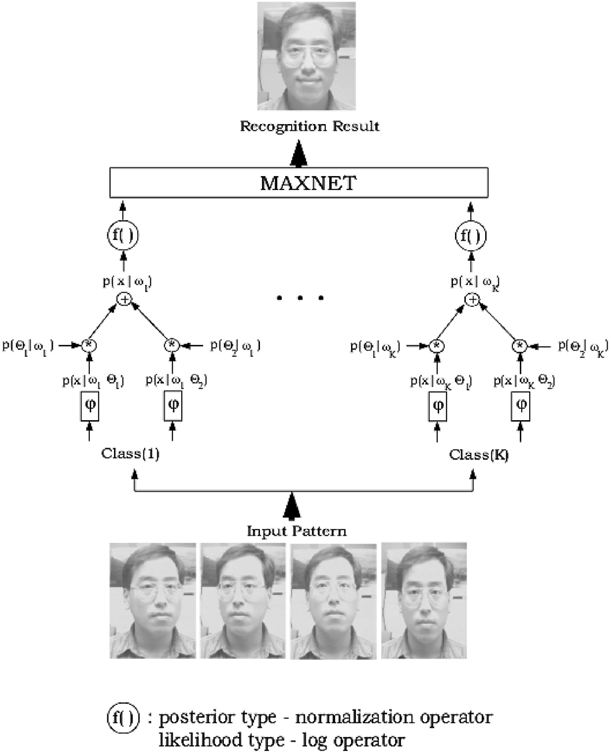 Recognition Result
MAXNET
f( ) f( )
p( x | ω1) p( x | ωK)
+ . . . +
p(Θ1|ω1) * * p(Θ2|ω1) p(Θ1|ωK) * * p(Θ2|ωK)
p(x|ω1 Θ1) p(x|ω1 Θ2) p(x|ωK Θ1) p(x|ωK Θ2)
φ φ φ φ
Class(1) Class(K)
Input Pattern
f( ) : posterior type - normalization operator
likelihood type - log operator